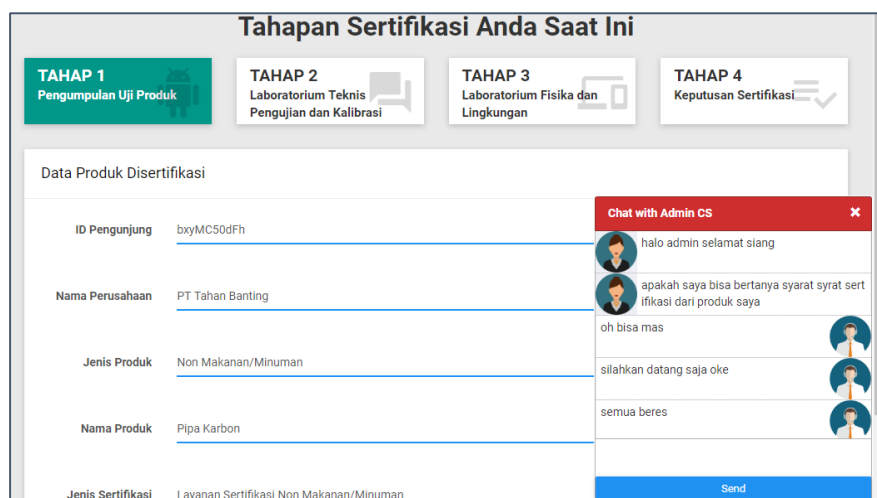 Tahapan Sertifikasi Anda Saat Ini
TAHAP 1
Pengumpulan Uji Produk
TAHAP 2
Laboratorium Teknis
Pengujian dan Kalibrasi
TAHAP 3
Laboratorium Fisika dan
Lingkungan
TAHAP 4
Keputusan Sertifikasi
Data Produk Disertifikasi
ID Pengunjung bxyMC50dFh
Nama Perusahaan PT Tahan Banting
Jenis Produk Non Makanan/Minuman
Nama Produk Pipa Karbon
Jenis Sertifikasi Layanan Sertifikasi Non Makanan/Minuman
Chat with Admin CS
halo admin selamat siang
apakah saya bisa bertanya syarat syrat sert
ifikasi dari produk saya
oh bisa mas
silahkan datang saja oke
semua beres
Send